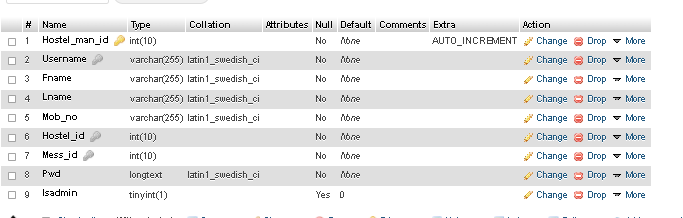 # Name Type Collation Attributes Null Default Comments Extra Action
1 Hostel_man_id int(10) No None AUTO_INCREMENT Change Drop More
2 Username varchar(255) latin1_swedish_ci No None Change Drop More
3 Fname varchar(255) latin1_swedish_ci No None Change Drop More
4 Lname varchar(255) latin1_swedish_ci No None Change Drop More
5 Mob_no varchar(255) latin1_swedish_ci No None Change Drop More
6 Hostel_id int(10) No None Change Drop More
7 Mess_id int(10) No None Change Drop More
8 Pwd longtext latin1_swedish_ci No None Change Drop More
9 Isadmin tinyint(1) Yes 0 Change Drop More